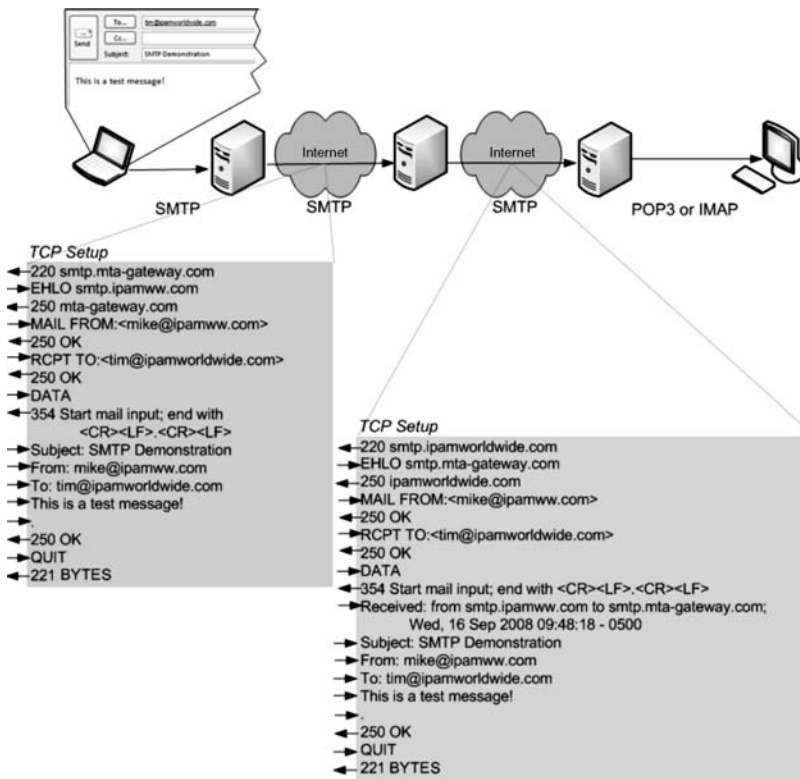 To...
tim@ipamworldwide.com
Send
Cc...
Subject:
SMTP Demonstration
This is a test message!
Internet
Internet
SMTP
SMTP
SMTP
POP3 or IMAP
TCP Setup
220 smtp.mta-gateway.com
EHLO smtp.ipamww.com
250 mta-gateway.com
MAIL FROM:<mike@ipamww.com>
250 OK
RCPT TO:<tim@ipamworldwide.com>
250 OK
DATA
354 Start mail input; end with
<CR><LF>.<CR><LF>
Subject: SMTP Demonstration
From: mike@ipamww.com
To: tim@ipamworldwide.com
This is a test message!
.
250 OK
QUIT
221 BYTES
TCP Setup
220 smtp.ipamworldwide.com
EHLO smtp.mta-gateway.com
250 ipamworldwide.com
MAIL FROM:<mike@ipamww.com>
250 OK
RCPT TO:<tim@ipamworldwide.com>
250 OK
DATA
354 Start mail input; end with <CR><LF>.<CR><LF>
Received: from smtp.ipamww.com to smtp.mta-gateway.com;
Wed, 16 Sep 2008 09:48:18 - 0500
Subject: SMTP Demonstration
From: mike@ipamww.com
To: tim@ipamworldwide.com
This is a test message!
.
250 OK
QUIT
221 BYTES